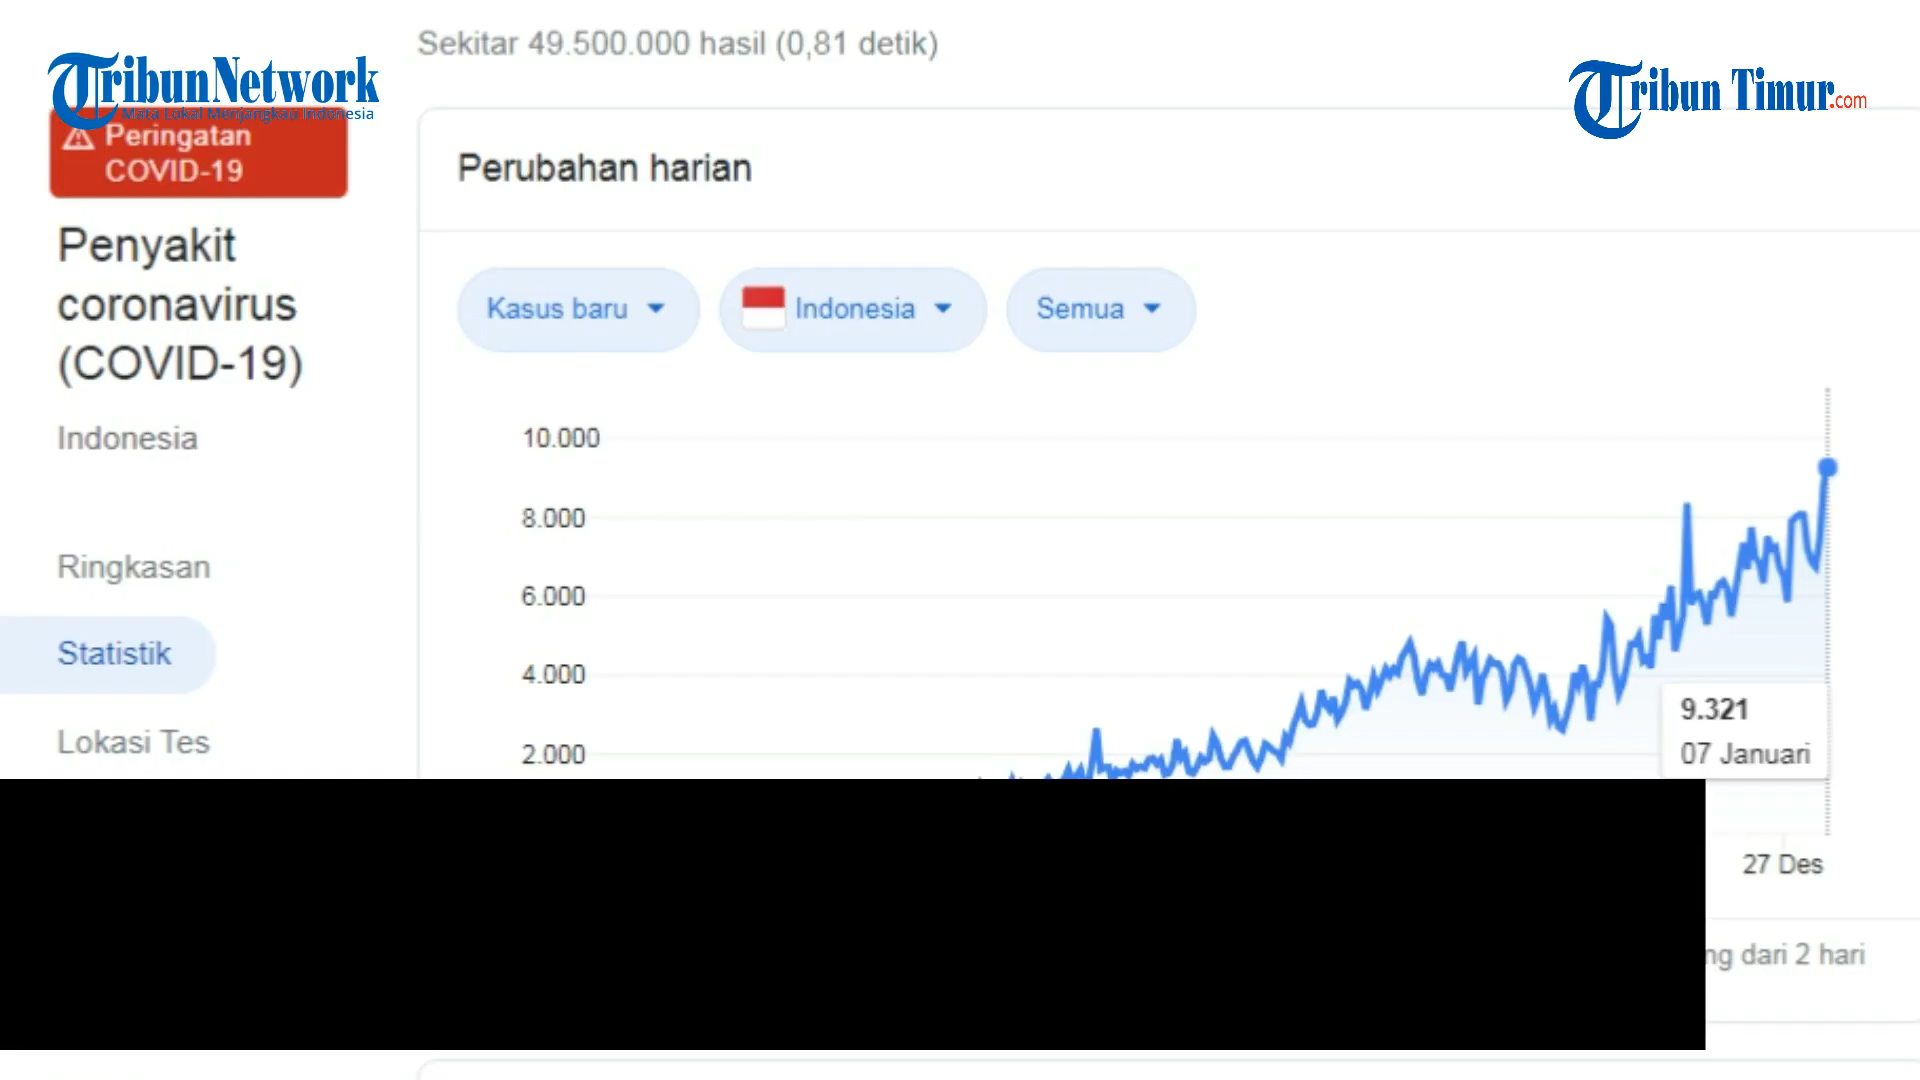 Sekitar 49.500.000 hasil (0,81 detik)
TribunNetwork
Mata Lokal Menjangkau Indonesia
Tribun Timur.com
Peringatan
COVID-19
Penyakit
coronavirus
(COVID-19)
Indonesia
Ringkasan
Statistik
Lokasi Tes
Perubahan harian
Kasus baru
Indonesia
Semua
10.000
8.000
6.000
4.000
2.000
9.321
07 Januari
27 Des
dari 2 hari